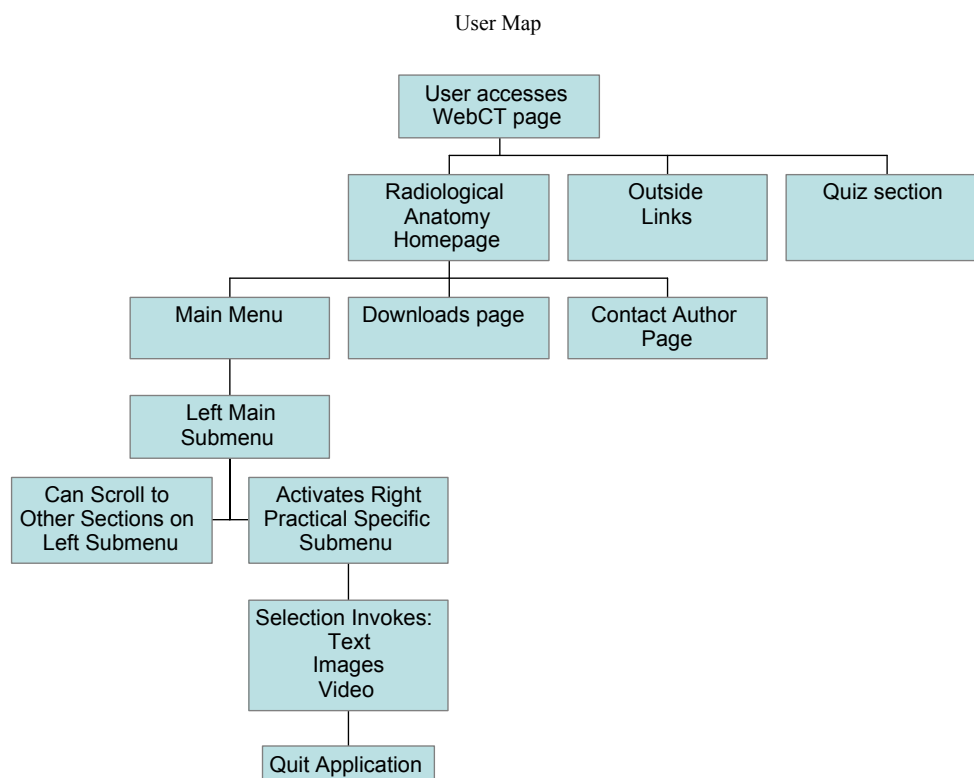 User Map
User accesses
WebCT page
Radiological
Anatomy
Homepage
Outside
Links
Quiz section
Main Menu
Downloads page
Contact Author
Page
Left Main
Submenu
Can Scroll to
Other Sections on
Left Submenu
Activates Right
Practical Specific
Submenu
Selection Invokes:
Text
Images
Video
Quit Application